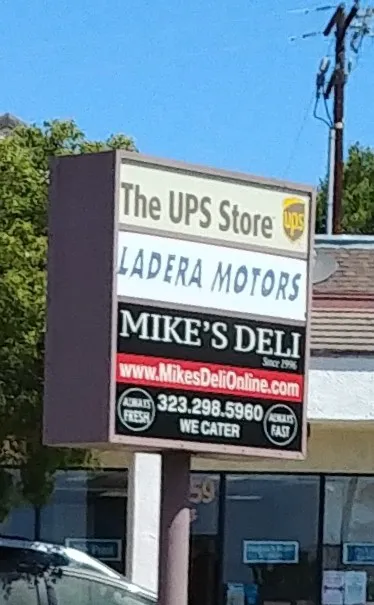 The UPS Store
ups
LADERA MOTORS
MIKE'S DELI
Since 1996
www.MikesDeliOnline.com
ALWAYS
FRESH
323.298.5960
WE CATER
ALWAYS
FAST
59